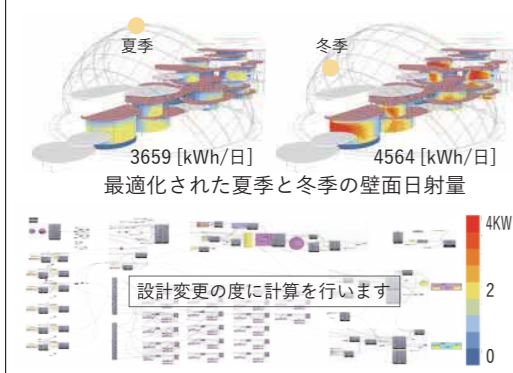 夏季
冬季
3659 [kWh/日]
4564 [kWh/日]
最適化された夏季と冬季の壁面日射量
設計変更の度に計算を行います
4KW
2
0